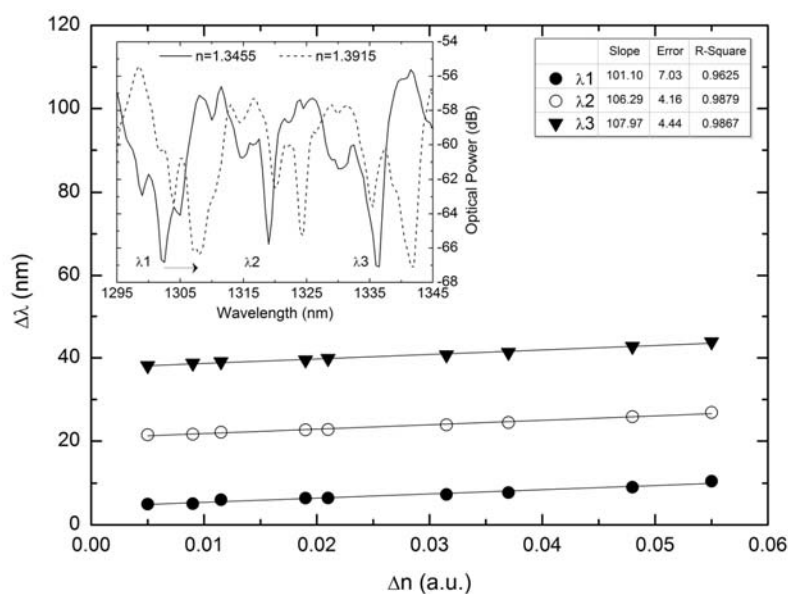 120
100
80
60
40
20
0
Δλ (nm)
0.00 0.01 0.02 0.03 0.04 0.05 0.06
Δn (a.u.)
n=1.3455 n=1.3915
-54
-56
-58
-60
-62
-64
-66
-68
Optical Power (dB)
λ1 λ2 λ3
1295 1305 1315 1325 1335 1345
Wavelength (nm)
Slope Error R-Square
λ1 101.10 7.03 0.9625
λ2 106.29 4.16 0.9879
λ3 107.97 4.44 0.9867